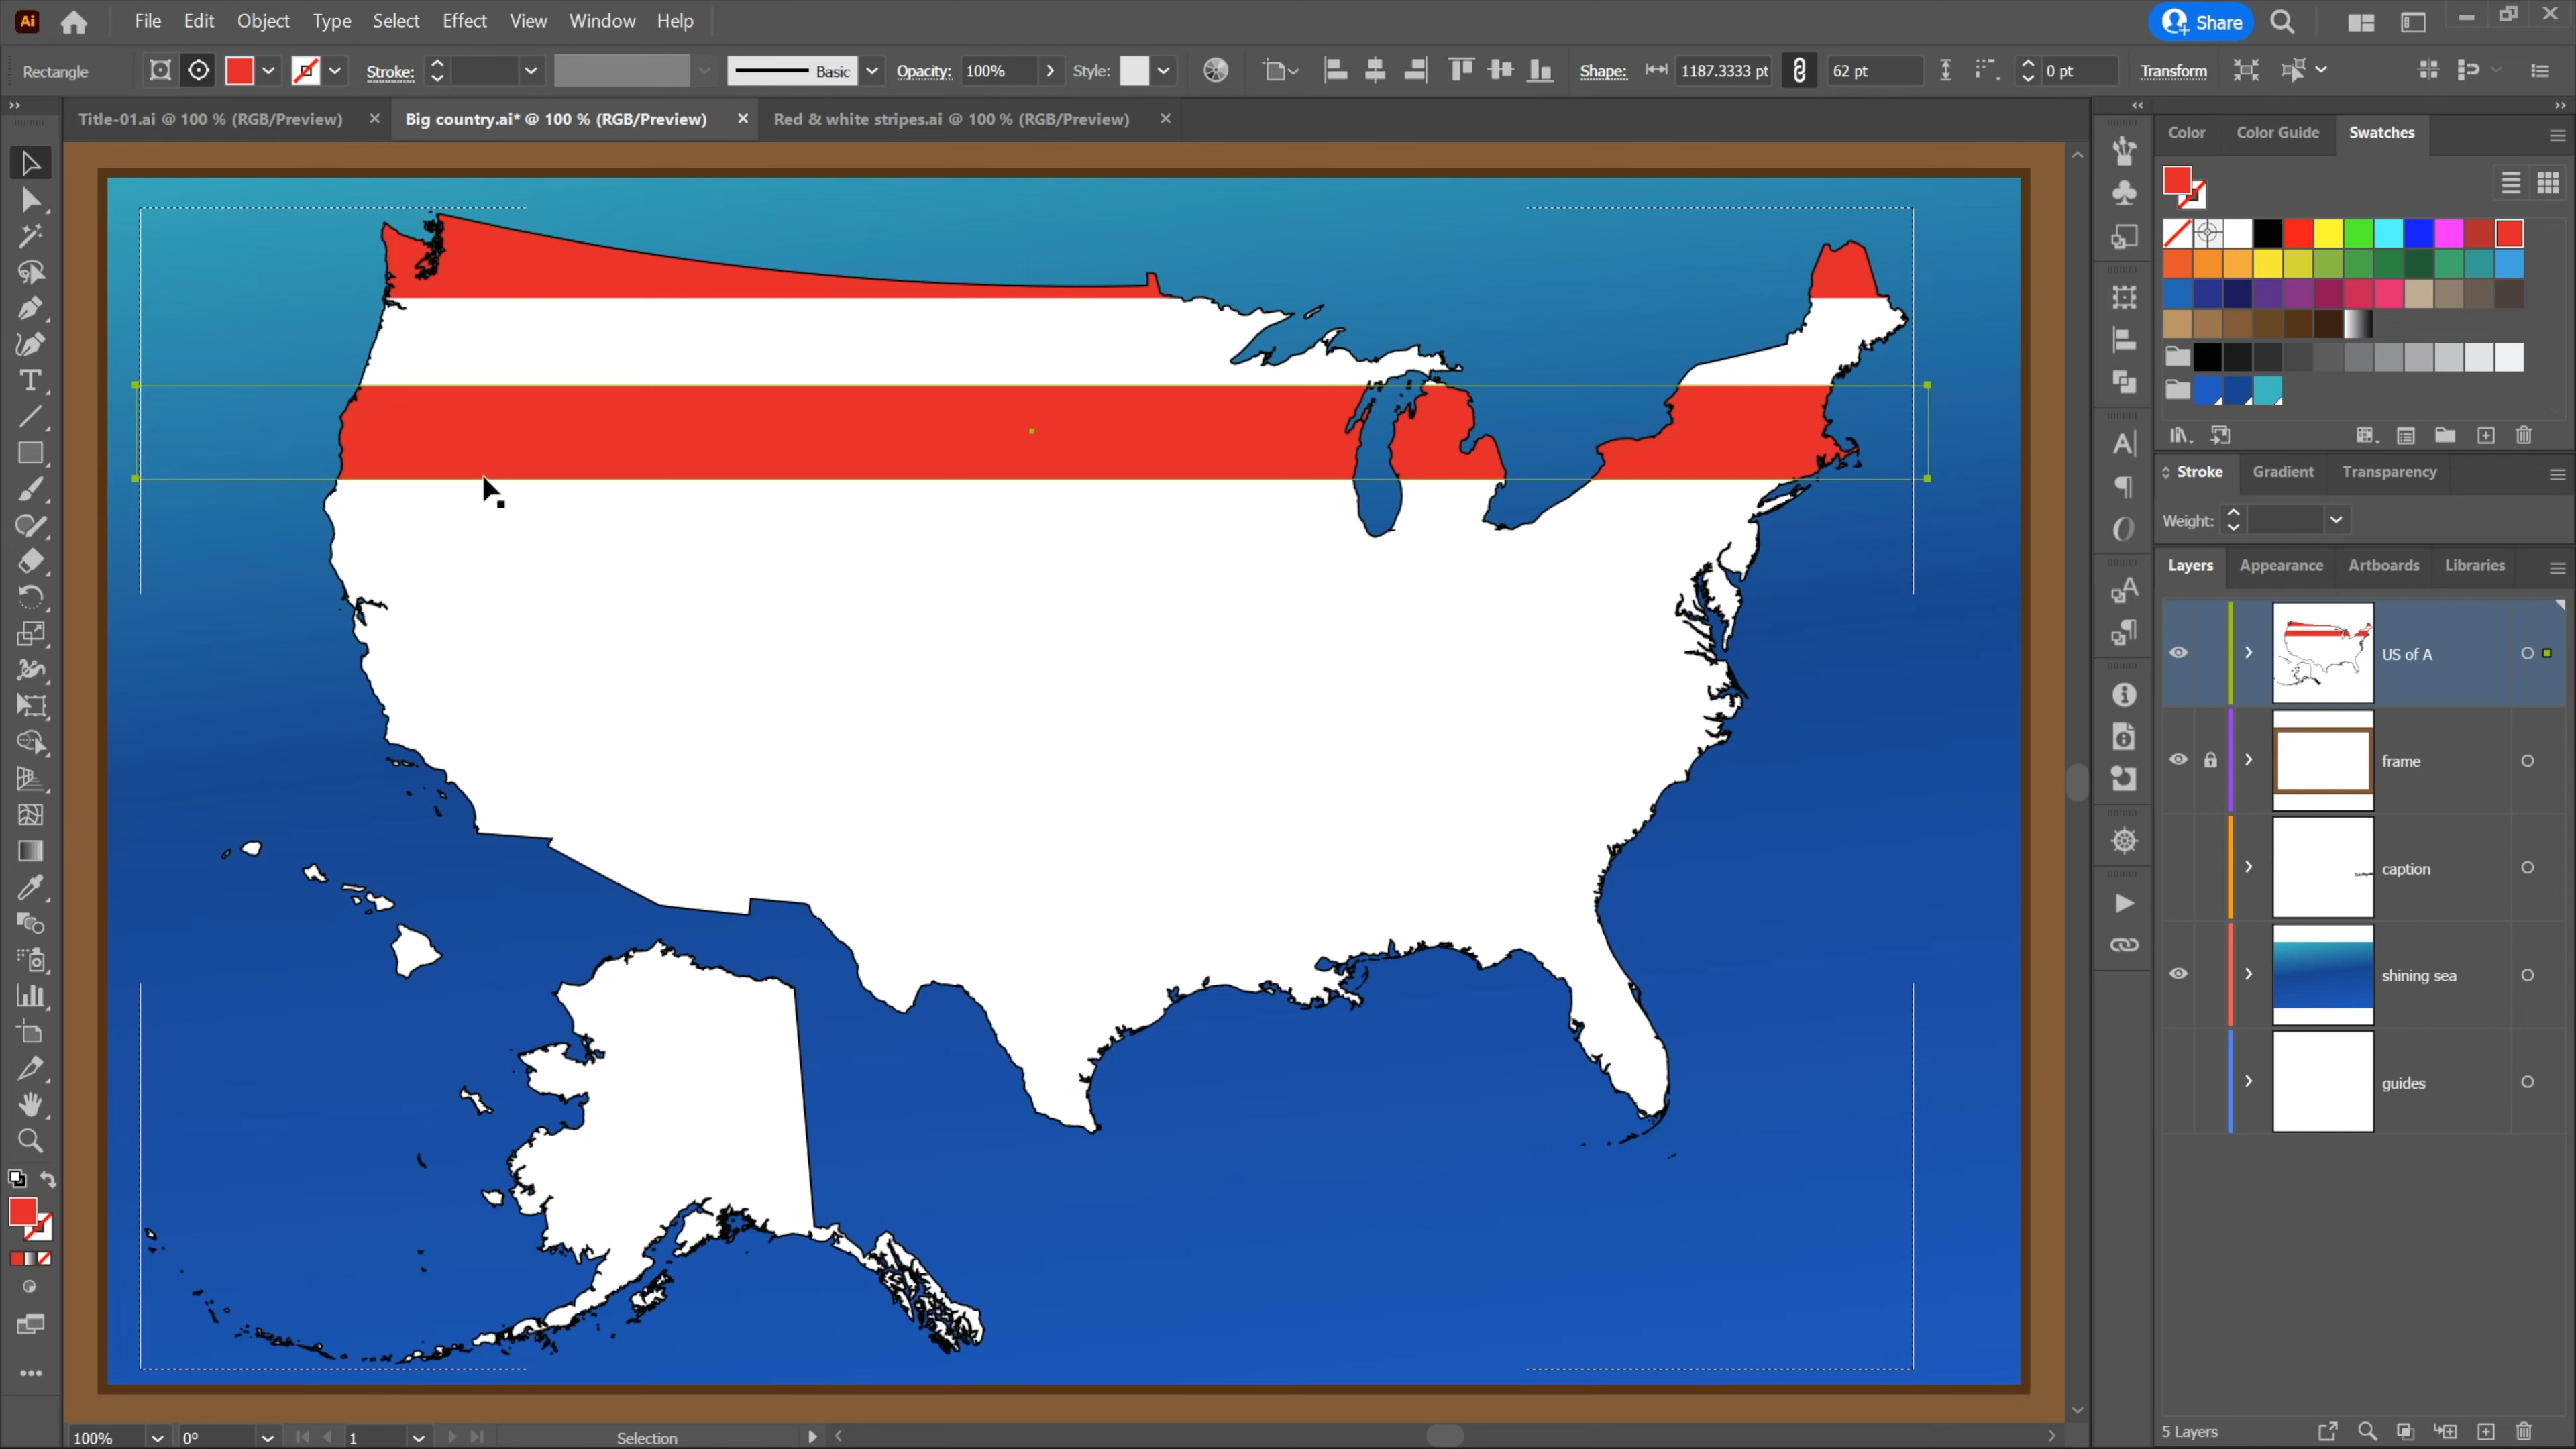 Ai File Edit Object Type Select Effect View Window Help Share
Rectangle Stroke: Basic Opacity: 100% Style: Shape: 1187.3333 pt 62 pt 0 pt Transform
Title-01.ai @ 100 % (RGB/Preview) Big country.ai* @ 100 % (RGB/Preview) Red & white stripes.ai @ 100 % (RGB/Preview)
Color Color Guide Swatches
Stroke Gradient Transparency
Weight:
Layers Appearance Artboards Libraries
US of A
frame
caption
shining sea
guides
100% 0° 1 Selection 5 Layers